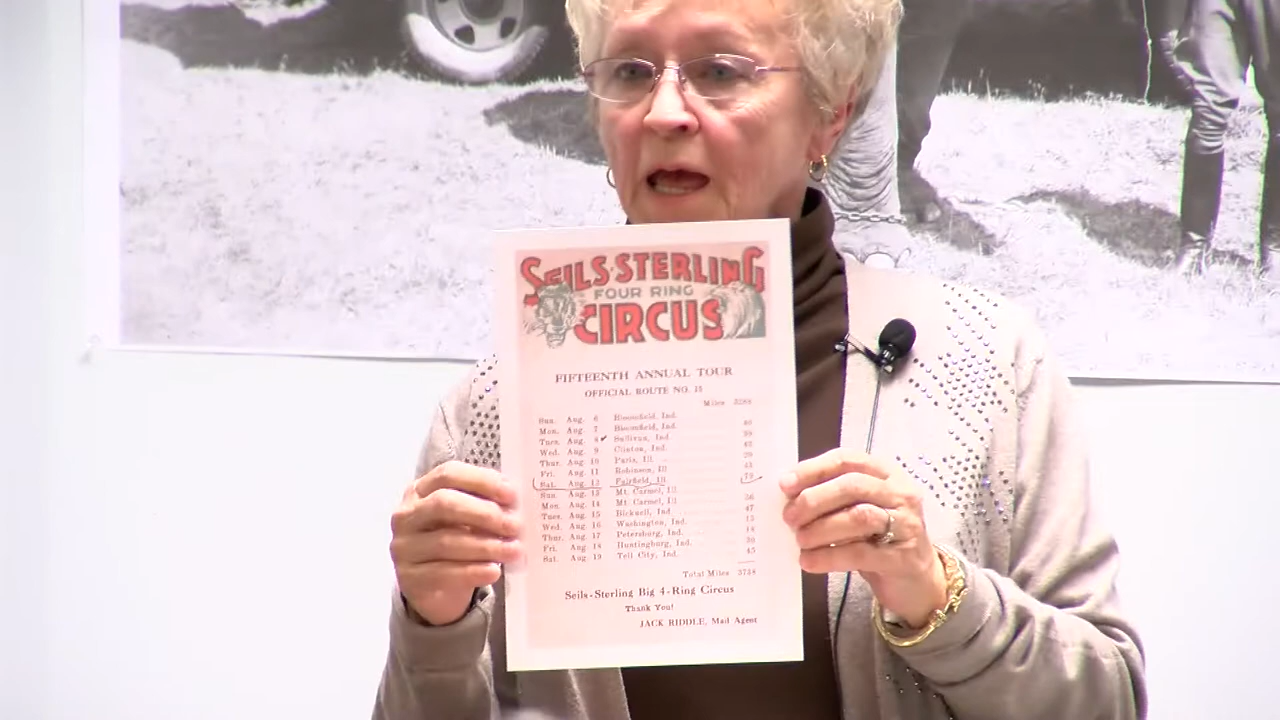 SEILS-STERLING
FOUR RING
CIRCUS
FIFTEENTH ANNUAL TOUR
OFFICIAL ROUTE NO. 15
Miles
Sun. Aug. 6 Bloomfield, Ind.
Mon. Aug. 7 Bloomfield, Ind.
Tues. Aug. 8 Sullivan, Ind.
Wed. Aug. 9 Clinton, Ind.
Thur. Aug. 10 Paris, Ill.
Fri. Aug. 11 Robinson, Ill
Sat. Aug. 12 Fairfield, Ill 79
Sun. Aug. 13 Mt. Carmel, Ill
Mon. Aug. 14 Mt. Carmel, Ill
Tues. Aug. 15 Bicknell, Ind. 47
Wed. Aug. 16 Washington, Ind.
Thur. Aug. 17 Petersburg, Ind.
Fri. Aug. 18 Huntingburg, Ind.
Sat. Aug. 19 Tell City, Ind. 45
Total Miles
Seils-Sterling Big 4-Ring Circus
Thank You!
JACK RIDDLE, Mail Agent